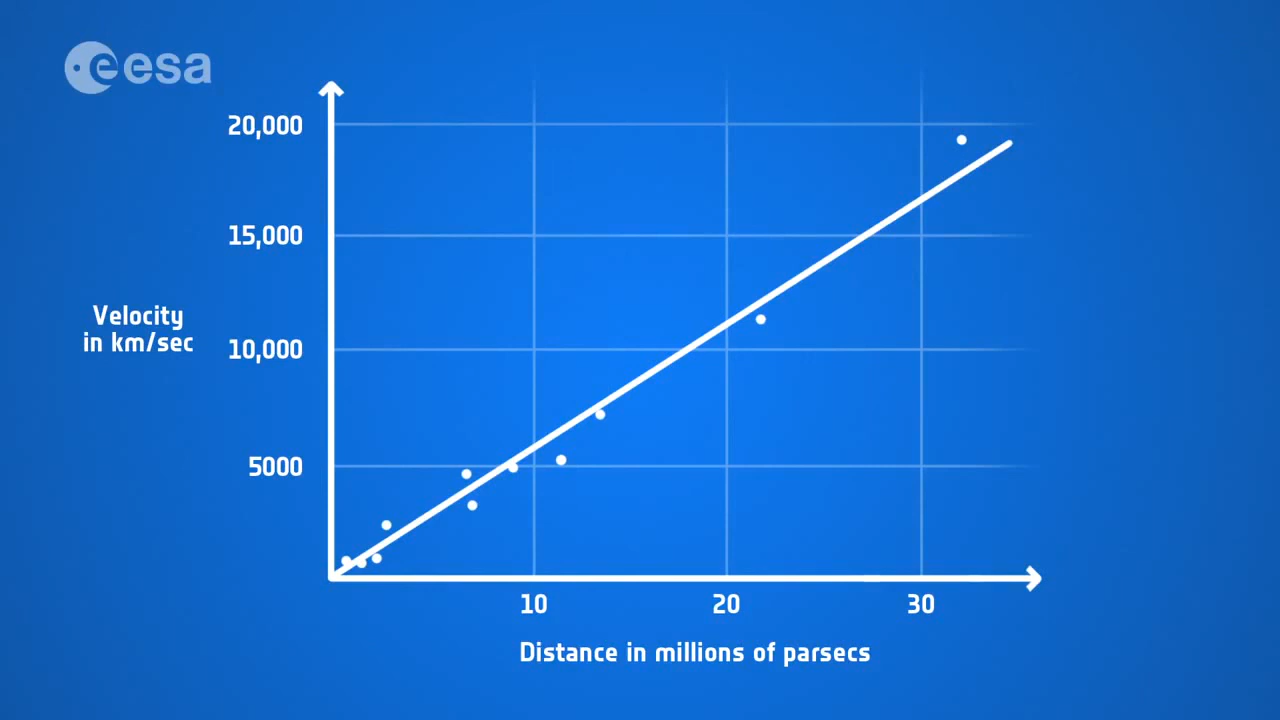 esa
20,000
15,000
Velocity
in km/sec
10,000
5000
10 20 30
Distance in millions of parsecs